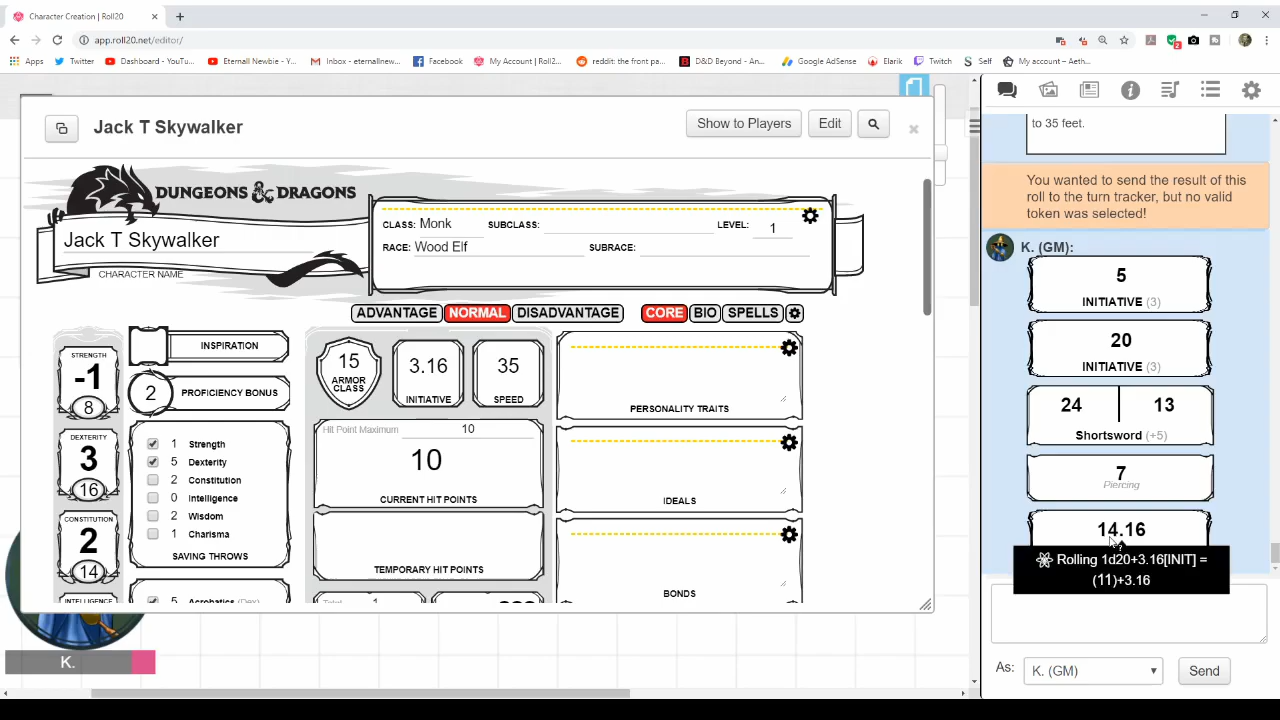 Character Creation | Roll20
app.roll20.net/editor/
Apps
Twitter
Dashboard - YouTu...
Eternal Newbie - Y...
Inbox - eternalnew...
Facebook
My Account | Roll2...
reddit: the front pa...
D&D Beyond - An...
Google AdSense
Elarik
Twitch
Self
My account – Aeth...
Jack T Skywalker
Show to Players
Edit
DUNGEONS & DRAGONS
Jack T Skywalker
CHARACTER NAME
CLASS: Monk
SUBCLASS:
LEVEL: 1
RACE: Wood Elf
SUBRACE:
ADVANTAGE
NORMAL
DISADVANTAGE
CORE
BIO
SPELLS
STRENGTH
-1
8
DEXTERITY
3
16
CONSTITUTION
2
14
INTELLIGENCE
INSPIRATION
2
PROFICIENCY BONUS
1 Strength
5 Dexterity
2 Constitution
0 Intelligence
2 Wisdom
1 Charisma
SAVING THROWS
5 Acrobatics (Dex)
15
ARMOR
CLASS
3.16
INITIATIVE
35
SPEED
Hit Point Maximum 10
10
CURRENT HIT POINTS
TEMPORARY HIT POINTS
Total 1
PERSONALITY TRAITS
IDEALS
BONDS
K.
to 35 feet.
You wanted to send the result of this
roll to the turn tracker, but no valid
token was selected!
K. (GM):
5
INITIATIVE (3)
20
INITIATIVE (3)
24
13
Shortsword (+5)
7
Piercing
14.16
Rolling 1d20+3.16[INIT] =
(11)+3.16
As:
K. (GM)
Send